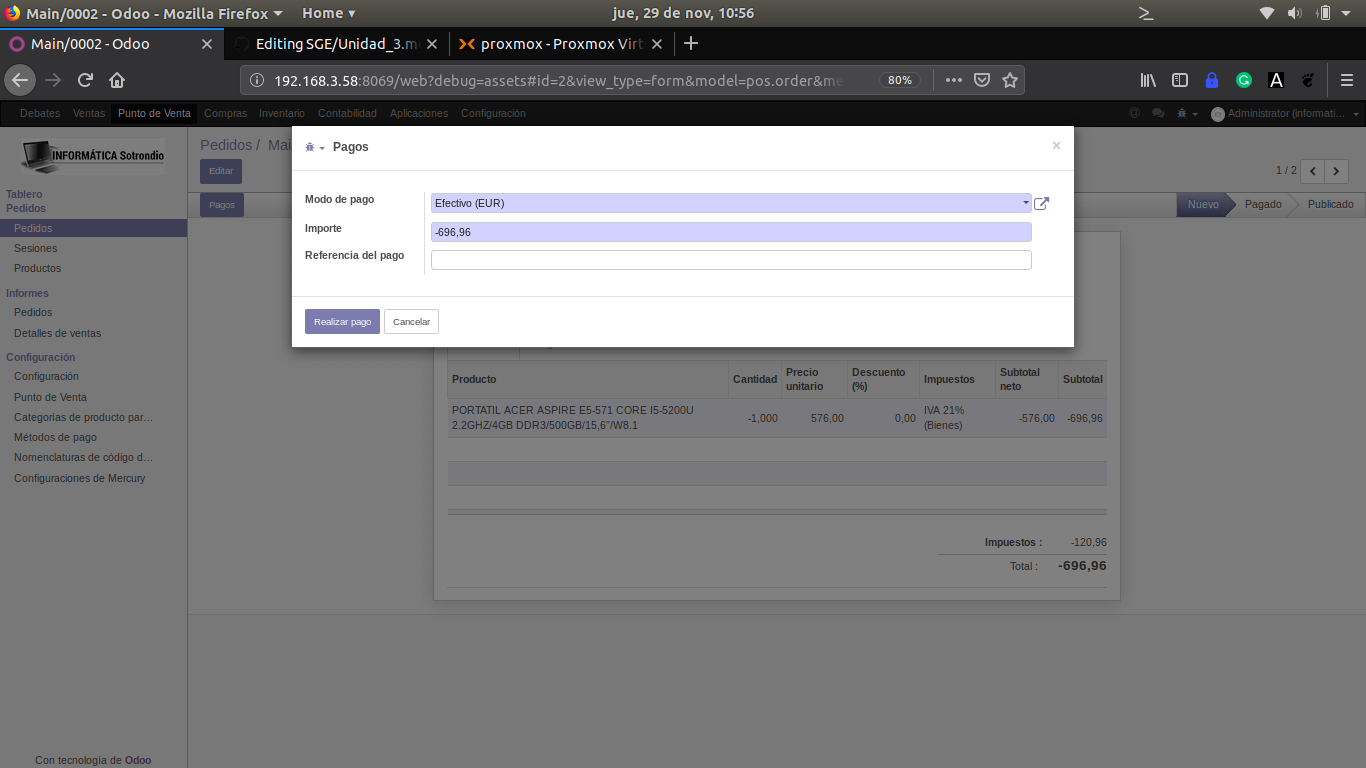 Main/0002 - Odoo - Mozilla Firefox
Home
jue, 29 de nov, 10:56
Main/0002 - Odoo
Editing SGE/Unidad_3.m
proxmox - Proxmox Virt
192.168.3.58:8069/web?debug=assets#id=2&view_type=form&model=pos.order&me
80%
Debates Ventas Punto de Venta Compras Inventario Contabilidad Aplicaciones Configuración
Administrator (informati...
INFORMÁTICA Sotrondio
Pedidos / Mai
Editar
1 / 2
Pagos
Nuevo Pagado Publicado
Tablero
Pedidos
Pedidos
Sesiones
Productos
Informes
Pedidos
Detalles de ventas
Configuración
Configuración
Punto de Venta
Categorias de producto par...
Métodos de pago
Nomenclaturas de código d...
Configuraciones de Mercury
Con tecnología de Odoo
Pagos
×
Modo de pago
Efectivo (EUR)
Importe
-696,96
Referencia del pago
Realizar pago
Cancelar
Producto Cantidad Precio unitario Descuento (%) Impuestos Subtotal neto Subtotal
PORTATIL ACER ASPIRE E5-571 CORE I5-5200U
2.2GHZ/4GB DDR3/500GB/15,6"/W8.1
-1,000 576,00 0,00 IVA 21% (Bienes) -576,00 -696,96
Impuestos : -120,96
Total : -696,96